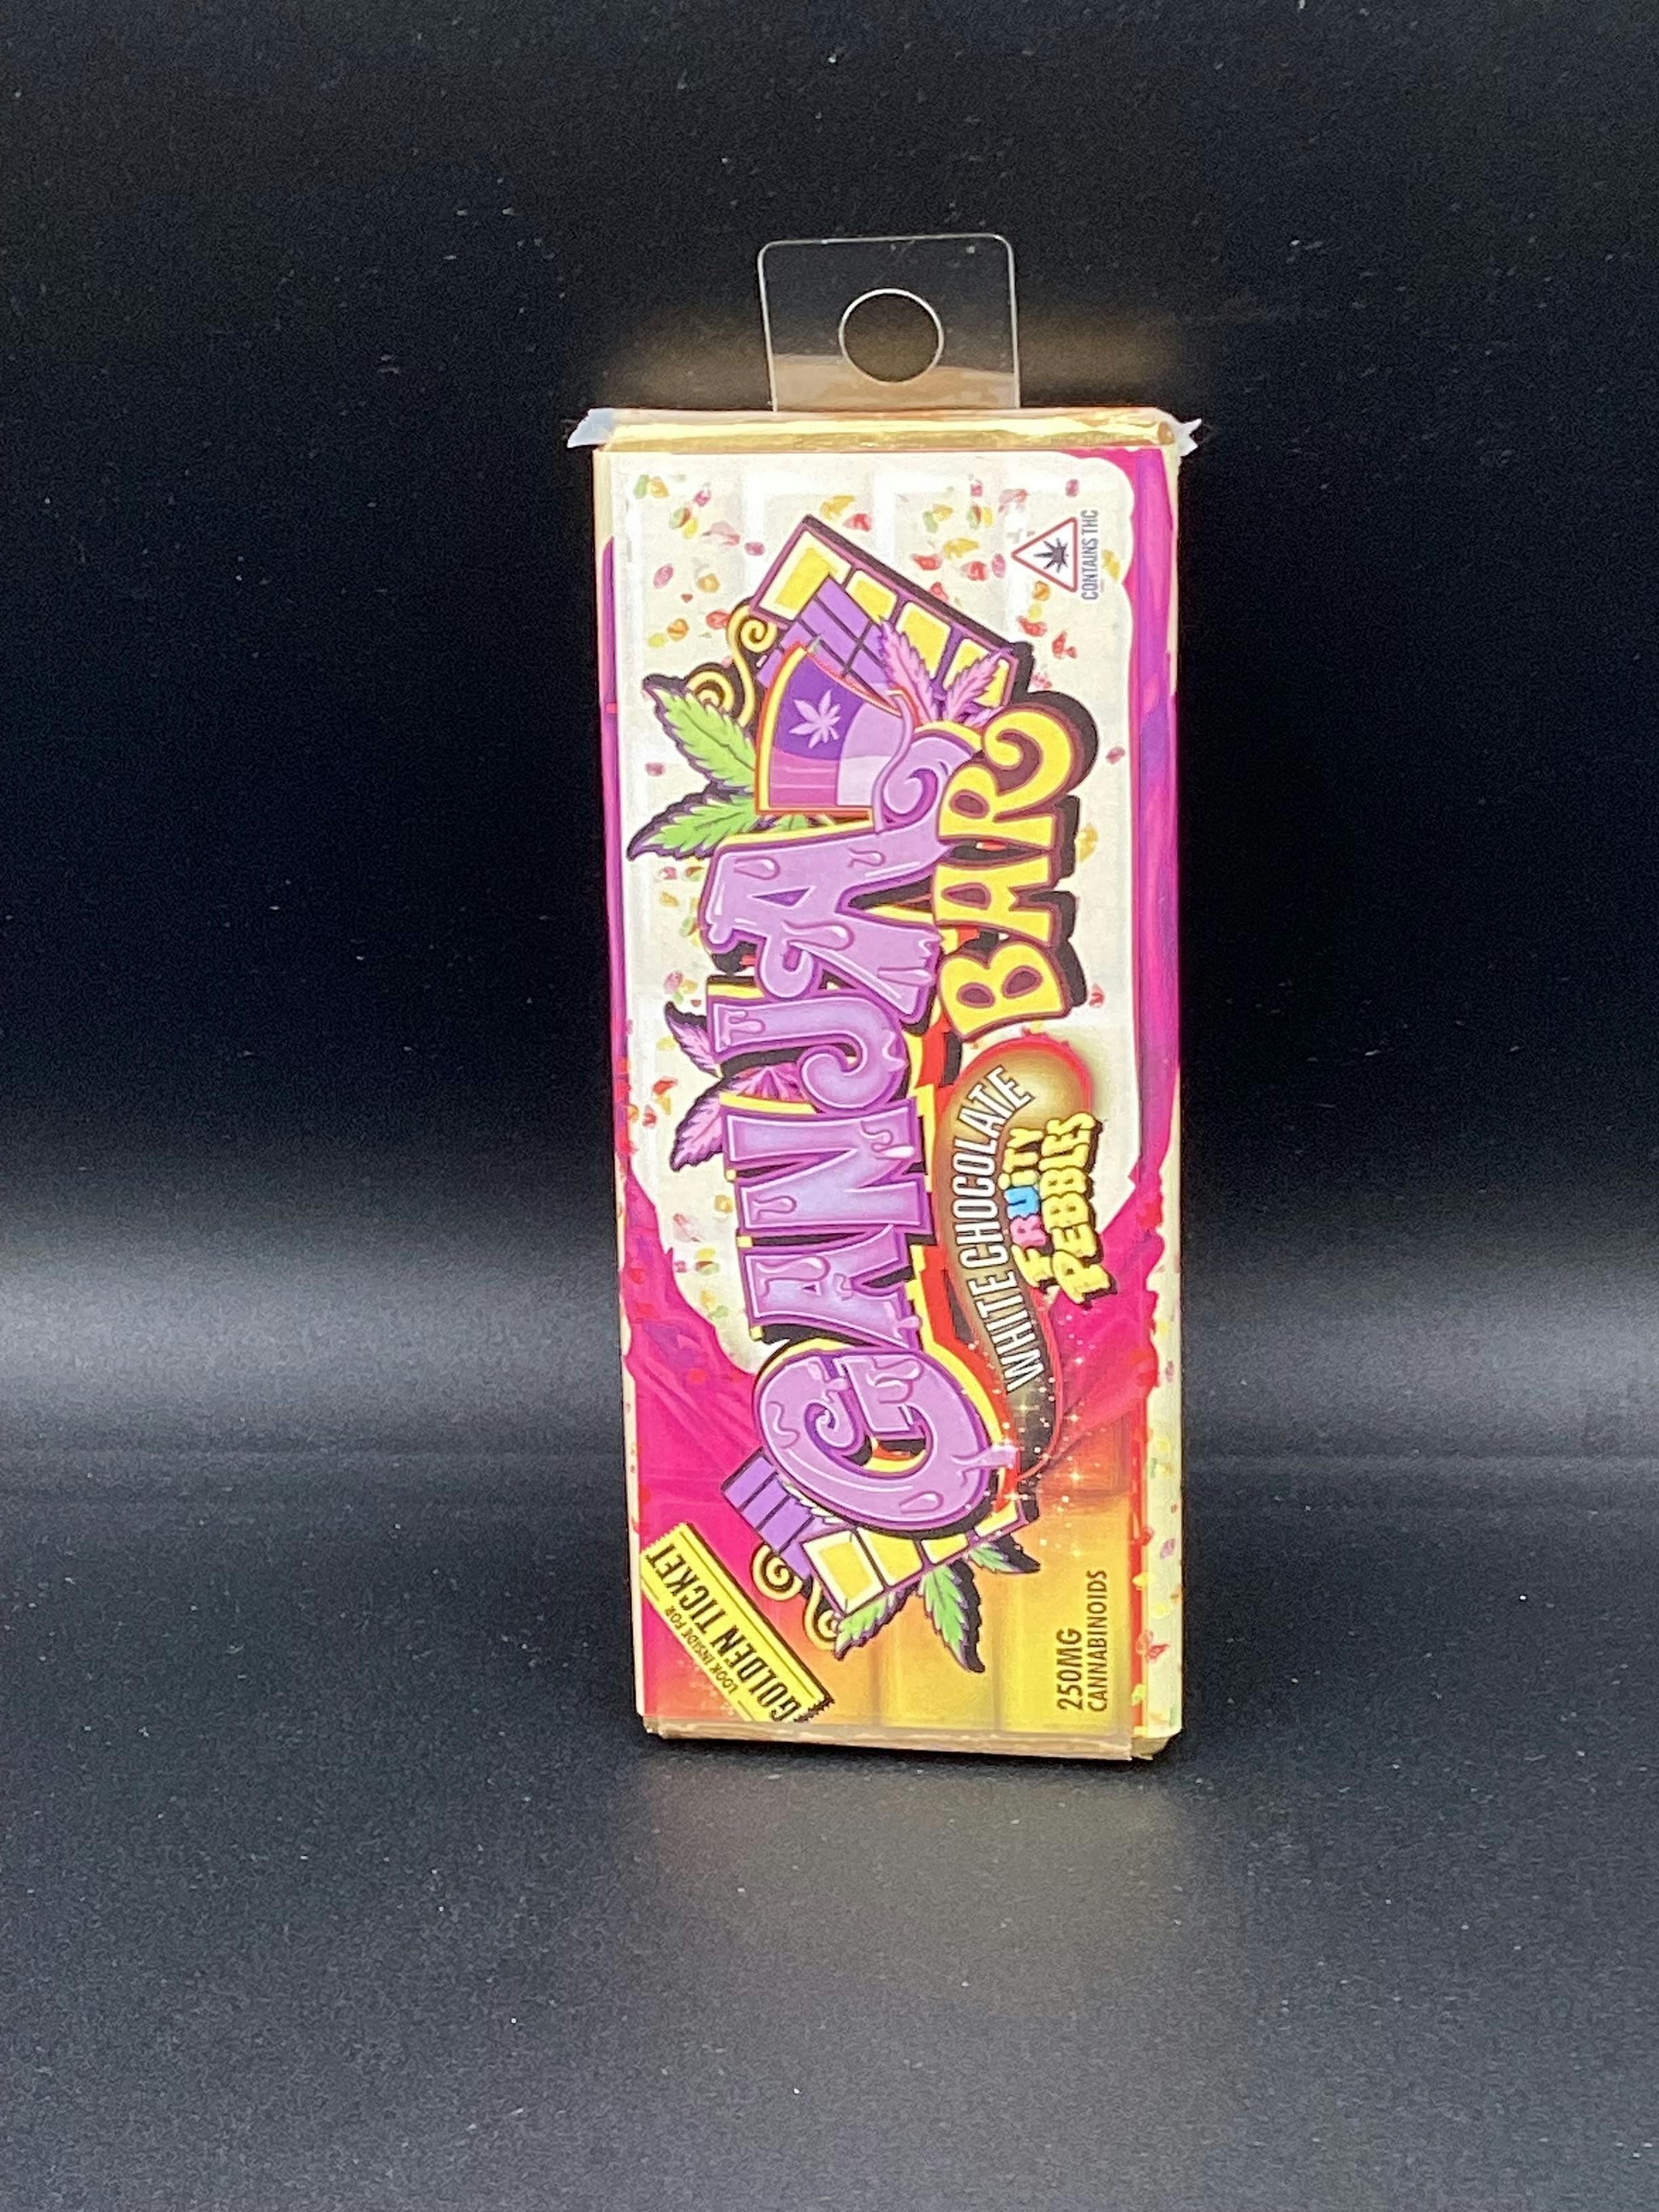 GANJA
BAR
WHITE CHOCOLATE
FRUITY
PEBBLES
CONTAINS THC
LOOK INSIDE FOR
GOLDEN TICKET
250MG
CANNABINOIDS